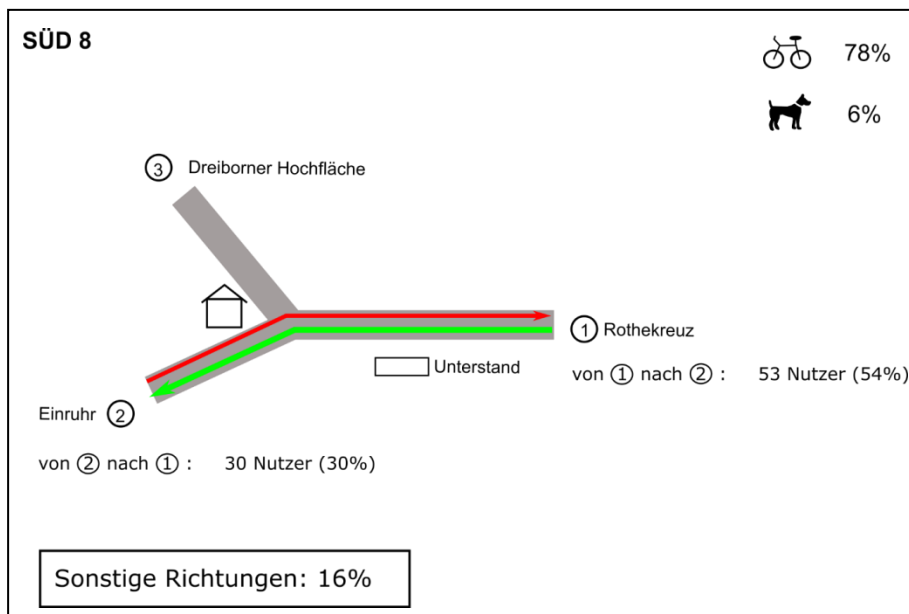 SÜD 8
78%
6%
③ Dreiborner Hochfläche
① Rothekreuz
Unterstand
von ① nach ② : 53 Nutzer (54%)
Einruhr ②
von ② nach ① : 30 Nutzer (30%)
Sonstige Richtungen: 16%